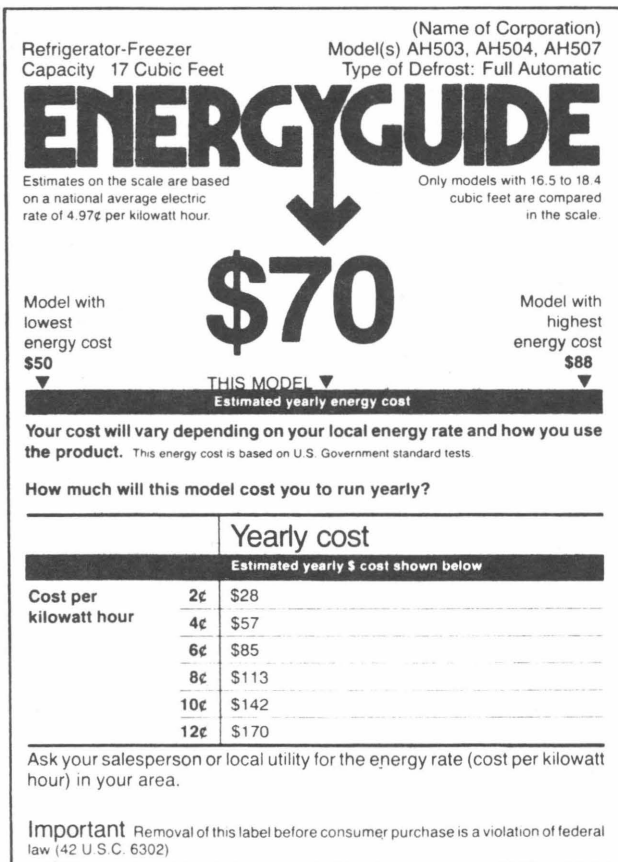 (Name of Corporation)
Refrigerator-Freezer Model(s) AH503, AH504, AH507
Capacity 17 Cubic Feet Type of Defrost: Full Automatic
ENERGYGUIDE
Estimates on the scale are based
on a national average electric
rate of 4.97¢ per kilowatt hour.
Only models with 16.5 to 18.4
cubic feet are compared
in the scale.
$70
Model with
lowest
energy cost
$50
Model with
highest
energy cost
$88
▼ THIS MODEL ▼ ▼
Estimated yearly energy cost
Your cost will vary depending on your local energy rate and how you use
the product. This energy cost is based on U.S. Government standard tests.
How much will this model cost you to run yearly?
Yearly cost
Estimated yearly $ cost shown below
Cost per 2¢ $28
kilowatt hour 4¢ $57
6¢ $85
8¢ $113
10¢ $142
12¢ $170
Ask your salesperson or local utility for the energy rate (cost per kilowatt
hour) in your area.
Important Removal of this label before consumer purchase is a violation of federal
law (42 U.S.C. 6302)